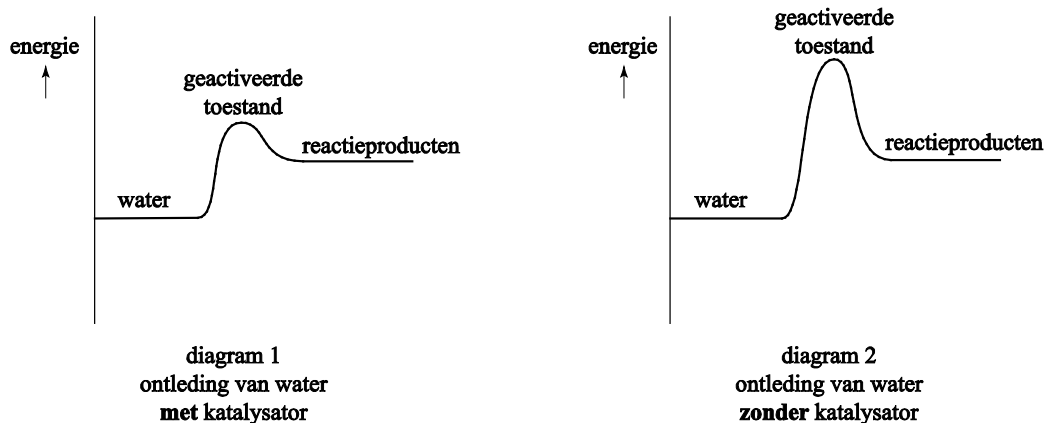 energie
geactiveerde
toestand
reactieproducten
water
diagram 1
ontleding van water
met katalysator
energie
geactiveerde
toestand
reactieproducten
water
diagram 2
ontleding van water
zonder katalysator